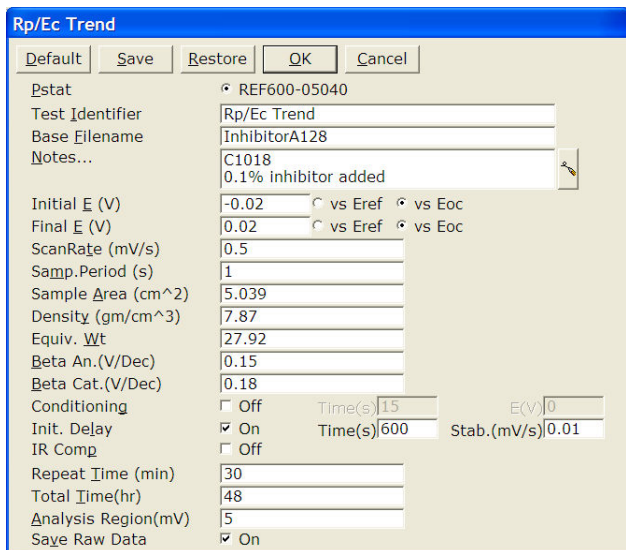 Rp/Ec Trend
Default Save Restore OK Cancel
Pstat REF600-05040
Test Identifier Rp/Ec Trend
Base Filename InhibitorA128
Notes... C1018
0.1% inhibitor added
Initial E (V) -0.02 vs Eref vs Eoc
Final E (V) 0.02 vs Eref vs Eoc
ScanRate (mV/s) 0.5
Samp.Period (s) 1
Sample Area (cm^2) 5.039
Density (gm/cm^3) 7.87
Equiv. Wt 27.92
Beta An.(V/Dec) 0.15
Beta Cat.(V/Dec) 0.18
Conditioning Off Time(s) 15 E(V) 0
Init. Delay On Time(s) 600 Stab.(mV/s) 0.01
IR Comp Off
Repeat Time (min) 30
Total Time(hr) 48
Analysis Region(mV) 5
Save Raw Data On